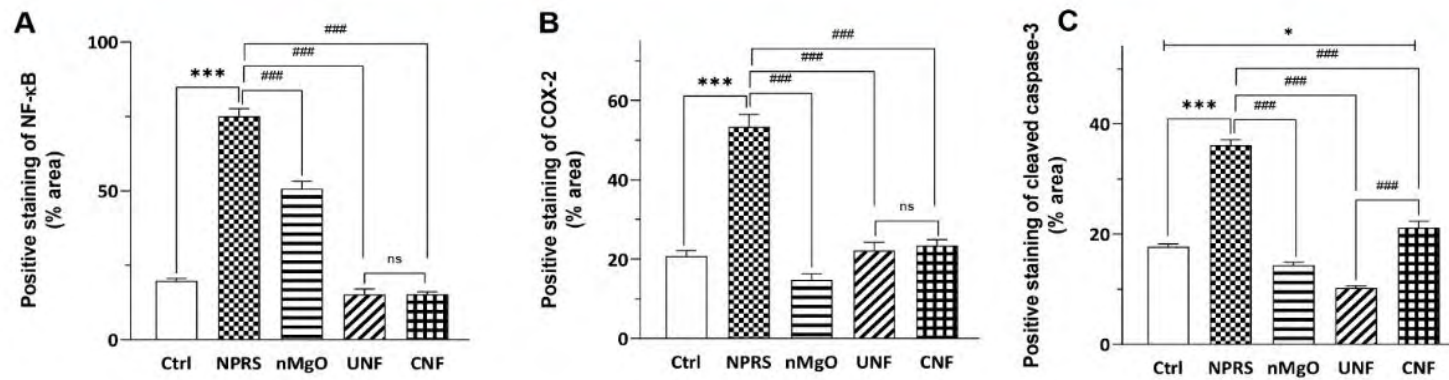 A
Positive staining of NF-κB
(% area)
100
50
0
***
###
###
###
ns
Ctrl NPRS nMgO UNF CNF
B
Positive staining of COX-2
(% area)
60
40
20
0
***
###
###
###
ns
Ctrl NPRS nMgO UNF CNF
C
Positive staining of cleaved caspase-3
(% area)
40
20
0
*
***
###
###
###
###
Ctrl NPRS nMgO UNF CNF